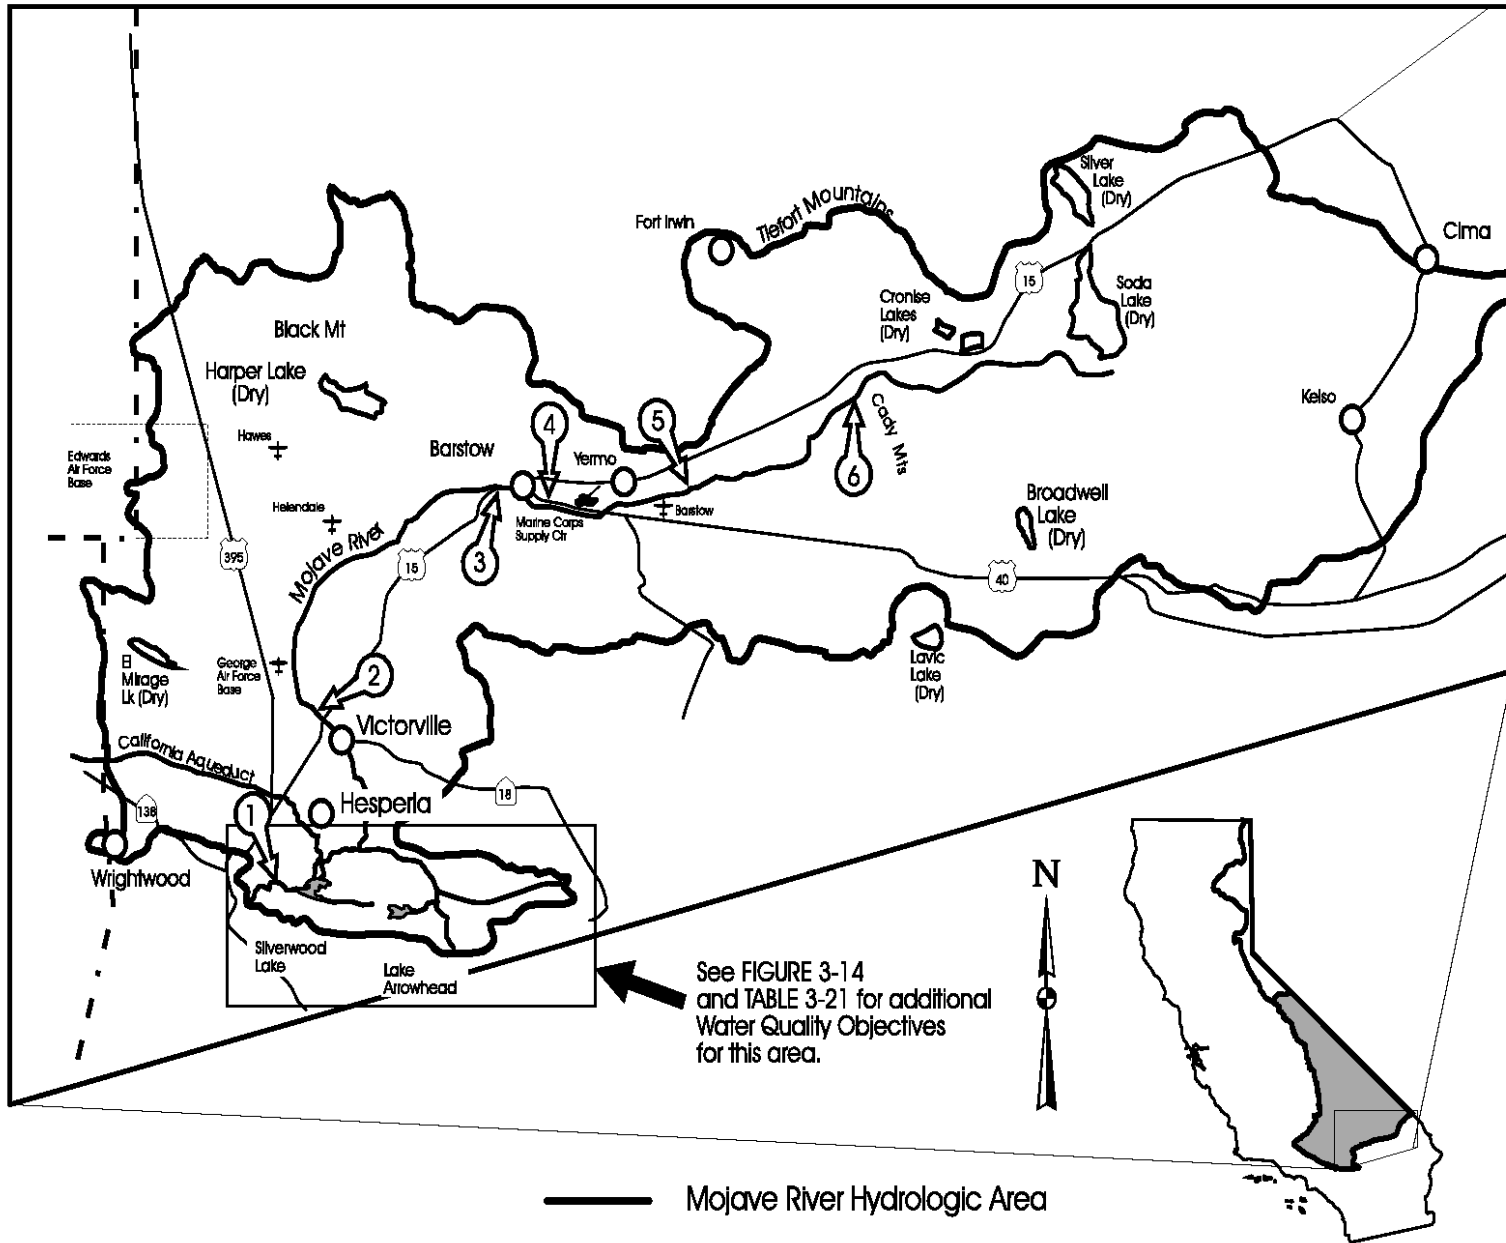 Silver
Lake
(Dry)
Fort Irwin
Tiefort Mountains
Cima
15
Soda
Lake
(Dry)
Cronise
Lakes
(Dry)
Black Mt
Harper Lake
(Dry)
Kelso
Cady Mts
4
5
6
Barstow
Yermo
Hawes
Edwards
Air Force
Base
Helendale
Marine Corps
Supply Ctr
Barstow
Broadwell
Lake
(Dry)
Mojave River
3
395
15
40
El
Mirage
Lk (Dry)
George
Air Force
Base
2
Lavic
Lake
(Dry)
Victorville
California Aqueduct
138
1
Hesperia
18
Wrightwood
Silverwood
Lake
Lake
Arrowhead
See FIGURE 3-14
and TABLE 3-21 for additional
Water Quality Objectives
for this area.
N
Mojave River Hydrologic Area